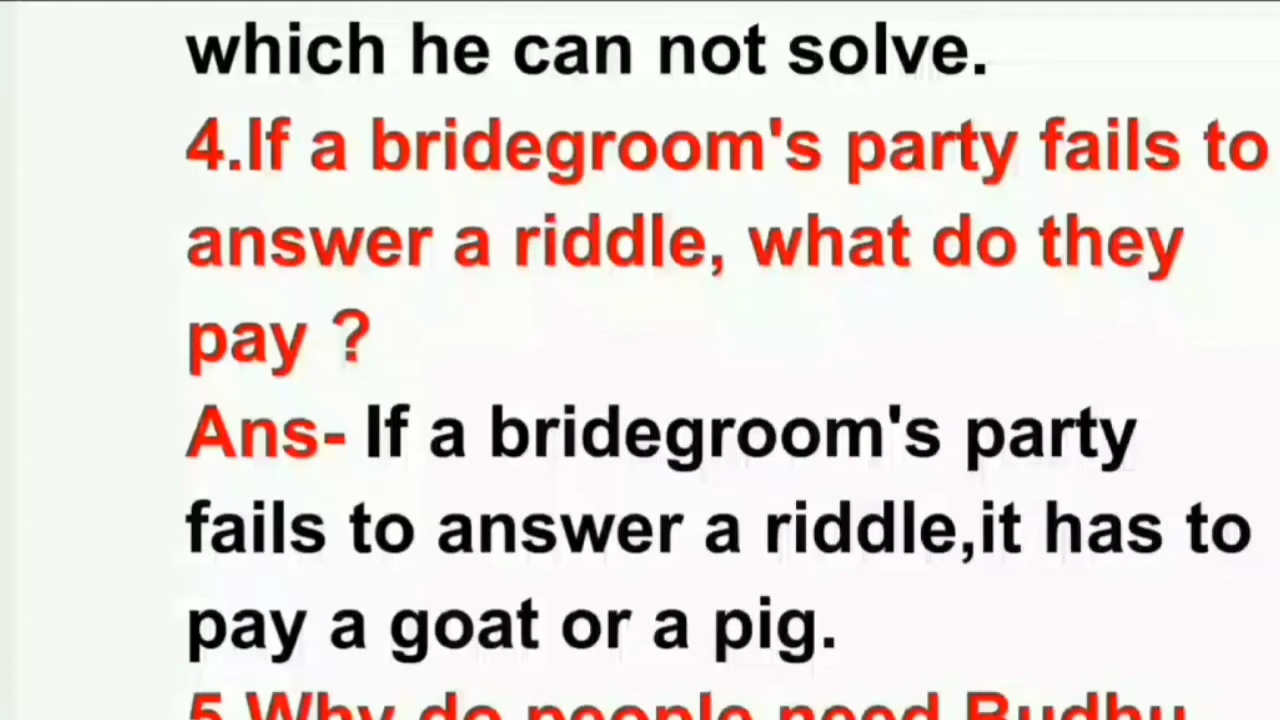 which he can not solve.
4.If a bridegroom's party fails to
answer a riddle, what do they
pay ?
Ans- If a bridegroom's party
fails to answer a riddle,it has to
pay a goat or a pig.
5.Why do people need Budhu